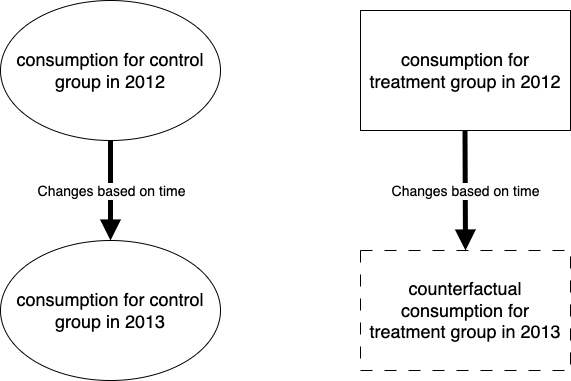 consumption for control
group in 2012
consumption for
treatment group in 2012
Changes based on time
Changes based on time
consumption for control
group in 2013
counterfactual
consumption for
treatment group in 2013